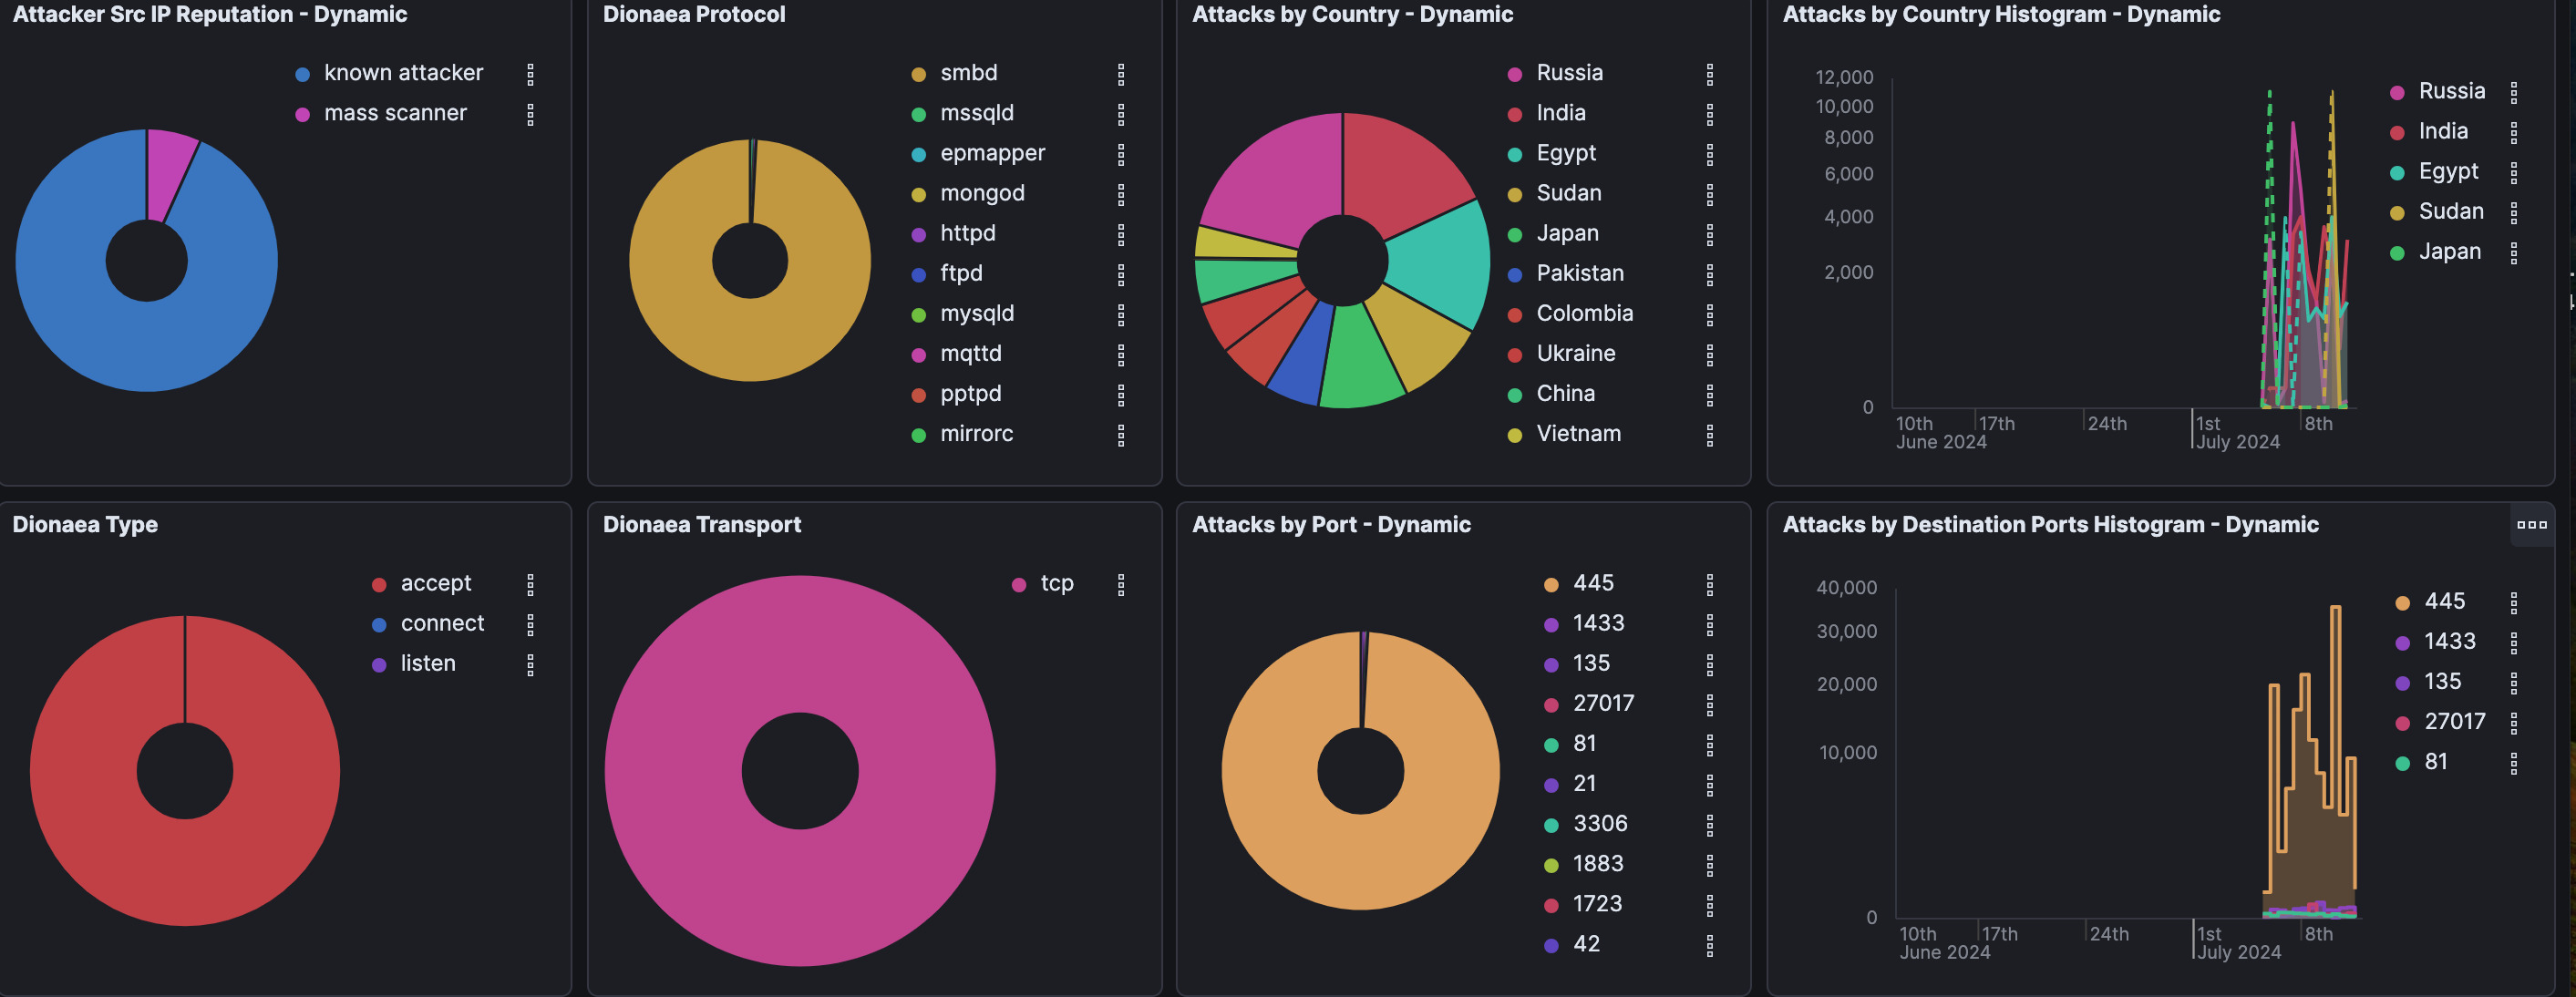 Attacker Src IP Reputation - Dynamic
known attacker
mass scanner
Dionaea Protocol
smbd
mssqld
epmapper
mongod
httpd
ftpd
mysqld
mqttd
pptpd
mirrorc
Attacks by Country - Dynamic
Russia
India
Egypt
Sudan
Japan
Pakistan
Colombia
Ukraine
China
Vietnam
Attacks by Country Histogram - Dynamic
12,000
10,000
8,000
6,000
4,000
2,000
0
10th 17th 24th 1st 8th
June 2024 July 2024
Russia
India
Egypt
Sudan
Japan
Dionaea Type
accept
connect
listen
Dionaea Transport
tcp
Attacks by Port - Dynamic
445
1433
135
27017
81
21
3306
1883
1723
42
Attacks by Destination Ports Histogram - Dynamic
40,000
30,000
20,000
10,000
0
10th 17th 24th 1st 8th
June 2024 July 2024
445
1433
135
27017
81